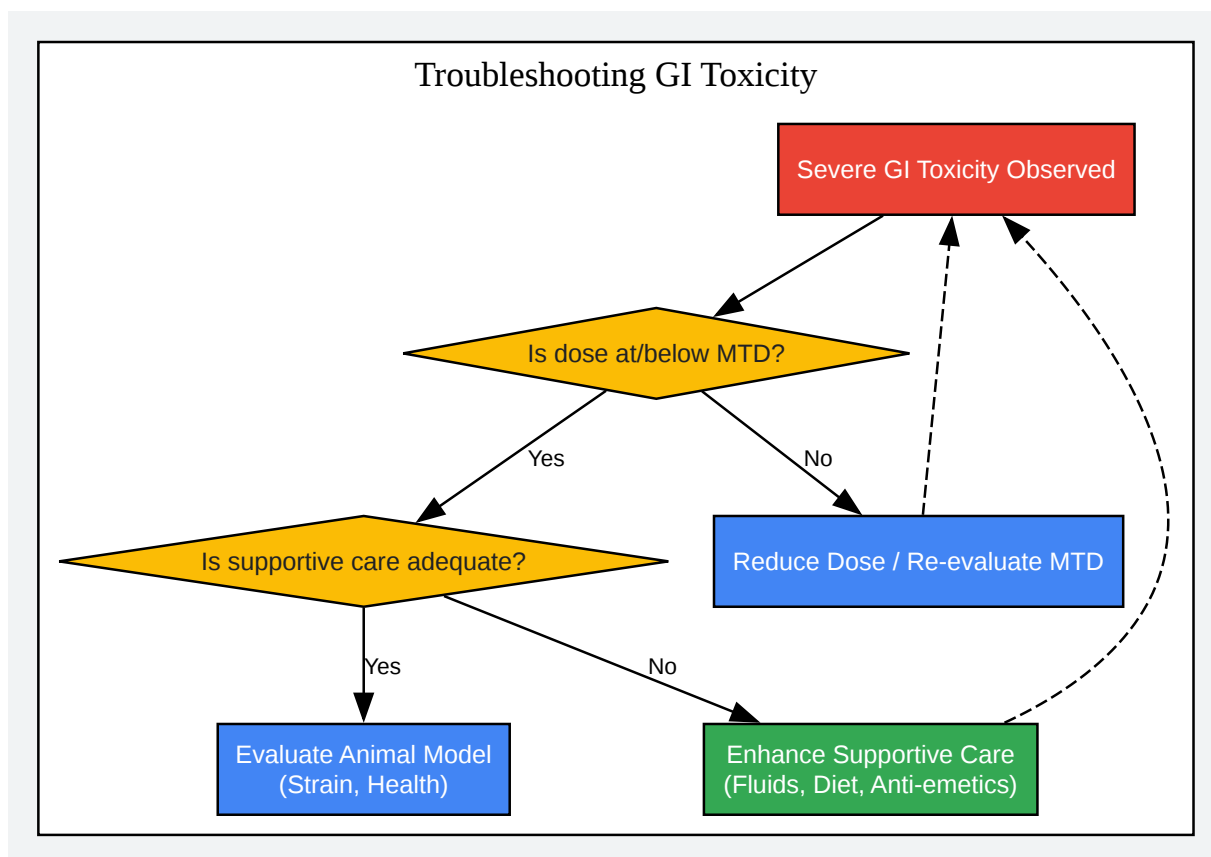 Troubleshooting GI Toxicity
Severe GI Toxicity Observed
Is dose at/below MTD?
Yes
No
Is supportive care adequate?
Reduce Dose / Re-evaluate MTD
Yes
No
Evaluate Animal Model
(Strain, Health)
Enhance Supportive Care
(Fluids, Diet, Anti-emetics)